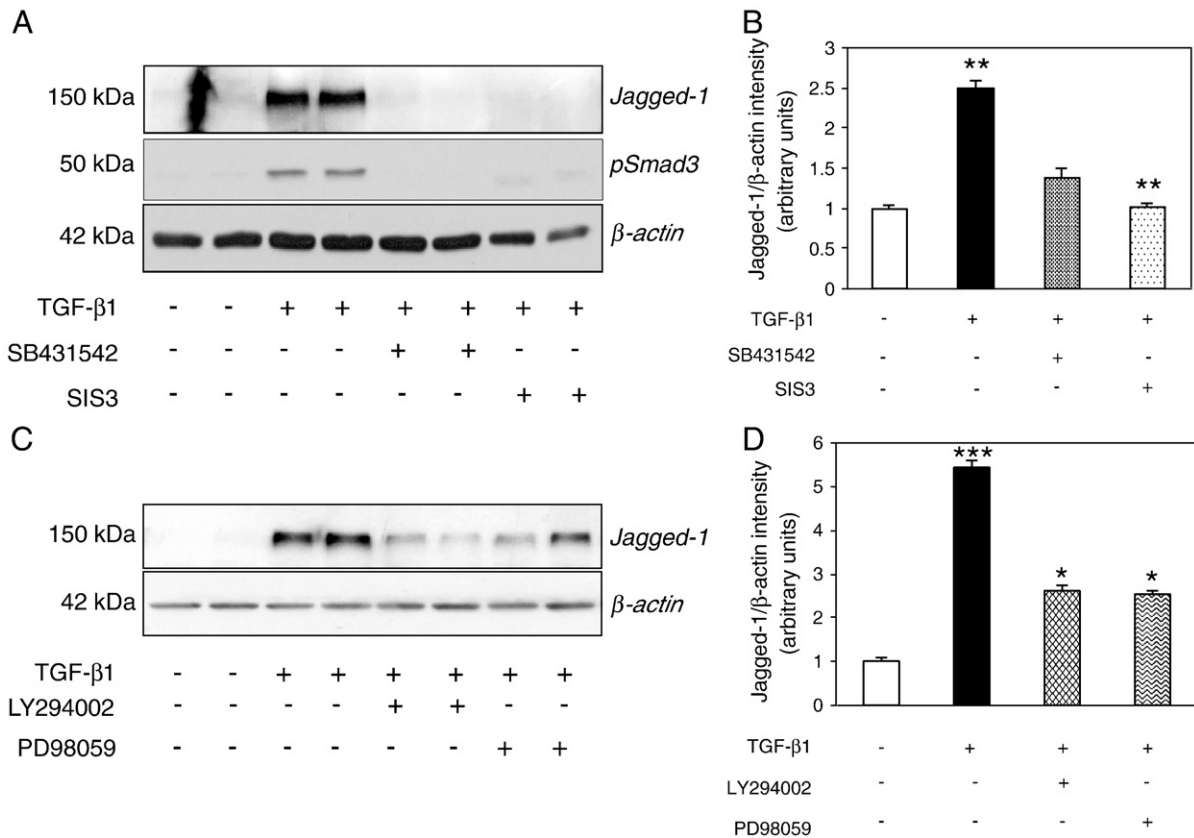 A
150 kDa
Jagged-1
50 kDa
pSmad3
42 kDa
β-actin
TGF-β1 - - + + + + + +
SB431542 - - - - + + - -
SIS3 - - - - - - + +
B
Jagged-1/β-actin intensity
(arbitrary units)
3
2.5
2
1.5
1
0.5
0
**
**
TGF-β1 - + + +
SB431542 - - + -
SIS3 - - - +
C
150 kDa
Jagged-1
42 kDa
β-actin
TGF-β1 - - + + + + + +
LY294002 - - - - + + - -
PD98059 - - - - - - + +
D
Jagged-1/β-actin intensity
(arbitrary units)
6
5
4
3
2
1
0
***
*
*
TGF-β1 - + + +
LY294002 - - + -
PD98059 - - - +